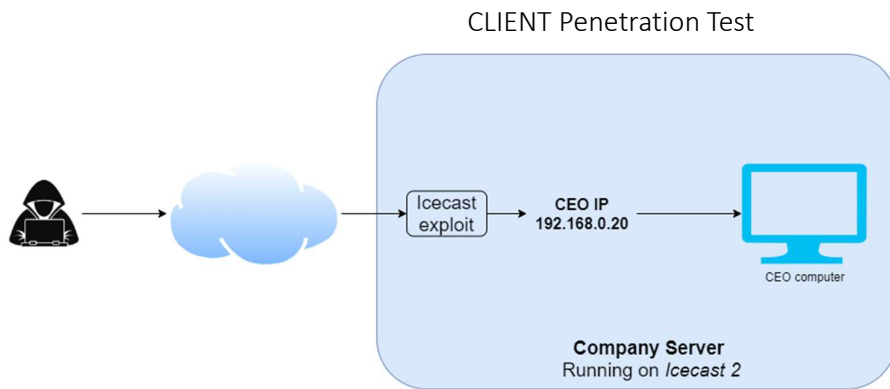 CLIENT Penetration Test
Icecast
exploit
CEO IP
192.168.0.20
CEO computer
Company Server
Running on Icecast 2